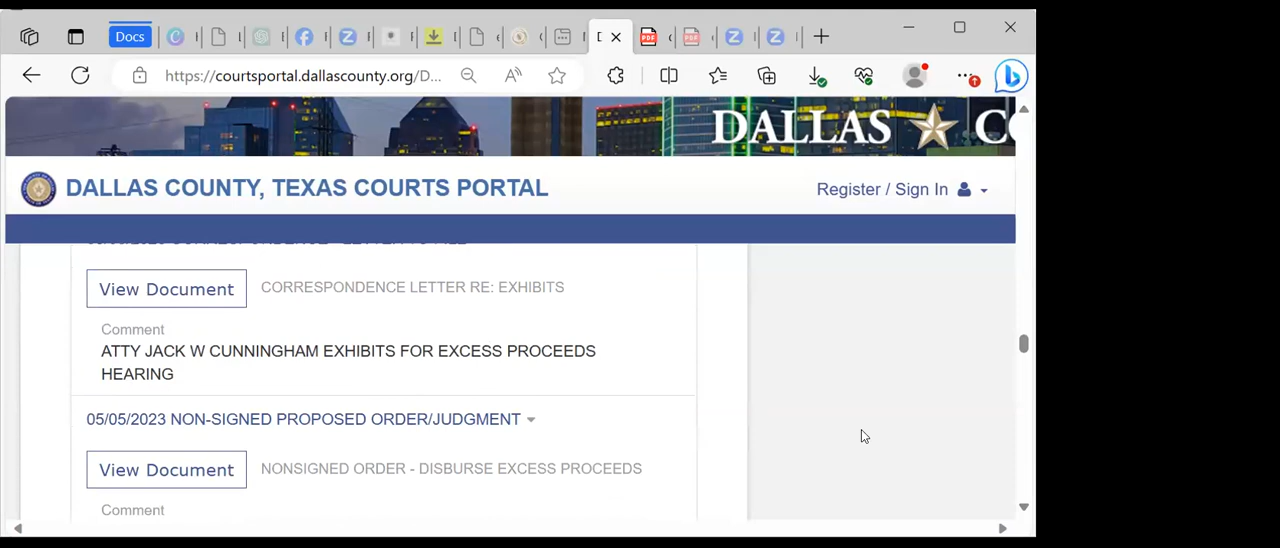 Docs
https://courtsportal.dallascounty.org/D...
DALLAS
DALLAS COUNTY, TEXAS COURTS PORTAL
Register / Sign In
View Document
CORRESPONDENCE LETTER RE: EXHIBITS
Comment
ATTY JACK W CUNNINGHAM EXHIBITS FOR EXCESS PROCEEDS
HEARING
05/05/2023 NON-SIGNED PROPOSED ORDER/JUDGMENT
View Document
NONSIGNED ORDER - DISBURSE EXCESS PROCEEDS
Comment